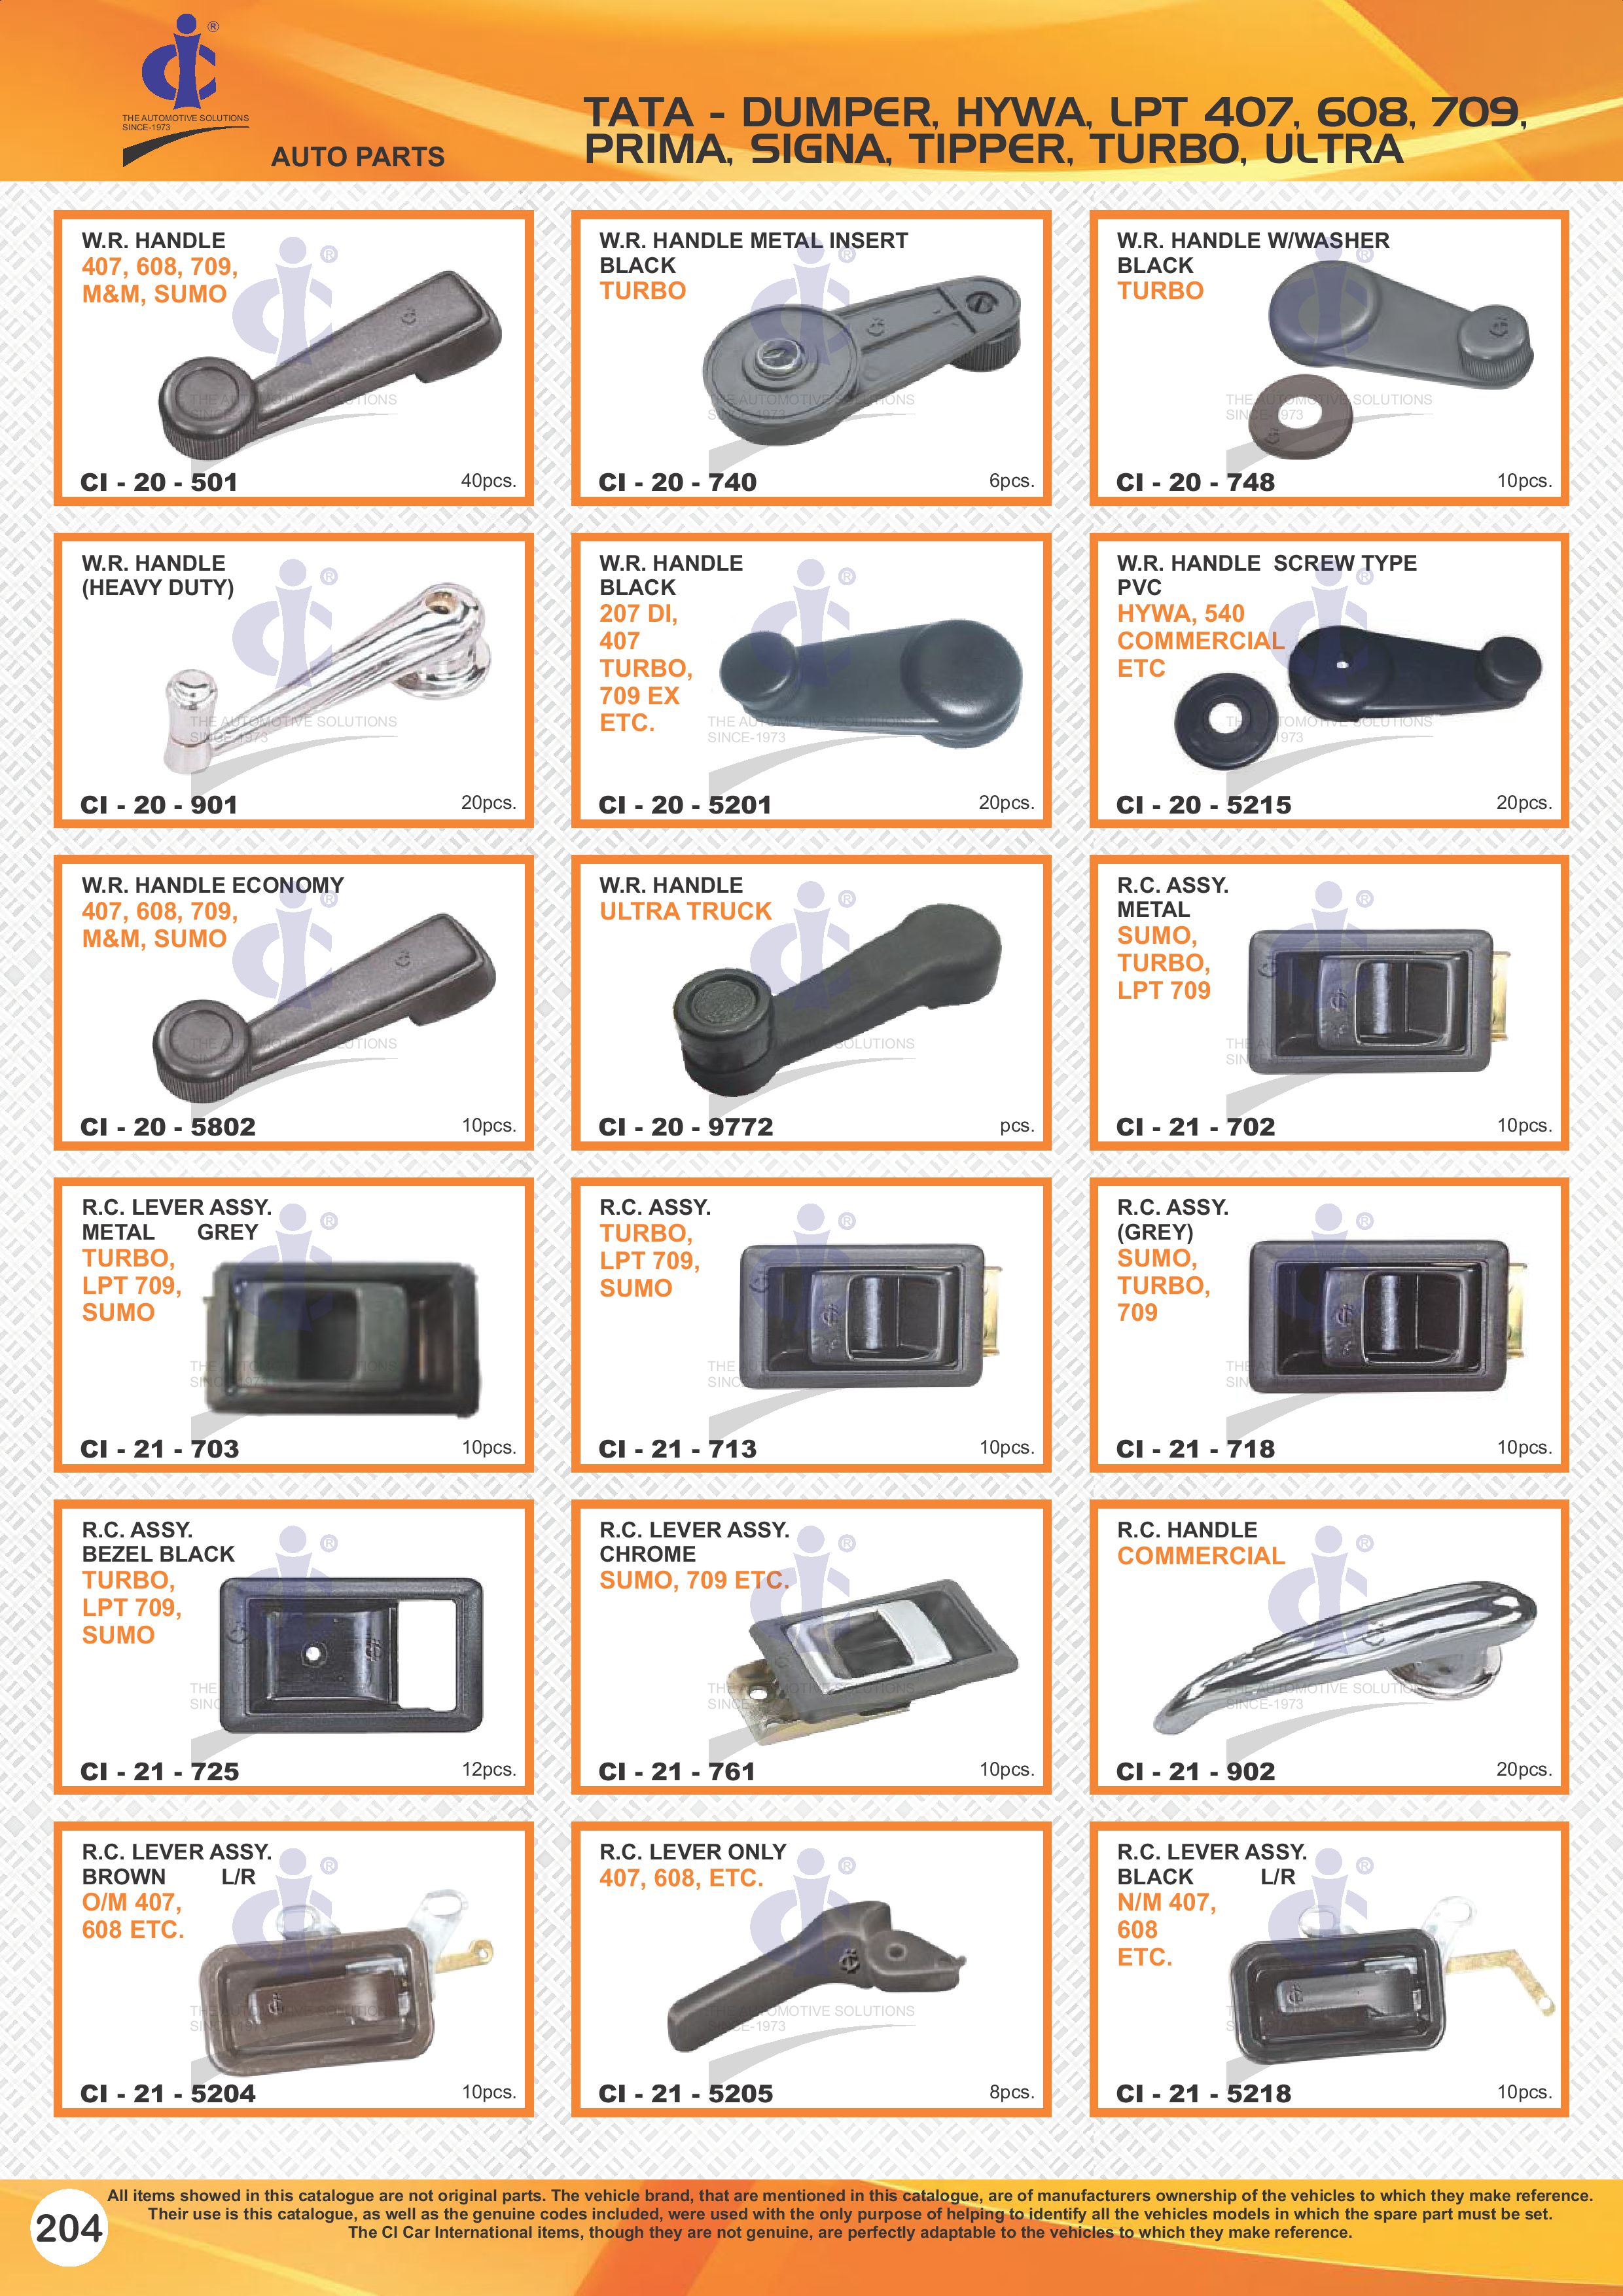 THE AUTOMOTIVE SOLUTIONS
SINCE-1973
AUTO PARTS
TATA - DUMPER, HYWA, LPT 407, 608, 709,
PRIMA, SIGNA, TIPPER, TURBO, ULTRA
W.R. HANDLE
407, 608, 709,
M&M, SUMO
CI - 20 - 501
40pcs.
W.R. HANDLE METAL INSERT
BLACK
TURBO
CI - 20 - 740
6pcs.
W.R. HANDLE W/WASHER
BLACK
TURBO
CI - 20 - 748
10pcs.
W.R. HANDLE
(HEAVY DUTY)
CI - 20 - 901
20pcs.
W.R. HANDLE
BLACK
207 DI,
407
TURBO,
709 EX
ETC.
CI - 20 - 5201
20pcs.
W.R. HANDLE SCREW TYPE
PVC
HYWA, 540
COMMERCIAL
ETC
CI - 20 - 5215
20pcs.
W.R. HANDLE ECONOMY
407, 608, 709,
M&M, SUMO
CI - 20 - 5802
10pcs.
W.R. HANDLE
ULTRA TRUCK
CI - 20 - 9772
pcs.
R.C. ASSY.
METAL
SUMO,
TURBO,
LPT 709
CI - 21 - 702
10pcs.
R.C. LEVER ASSY.
METAL GREY
TURBO,
LPT 709,
SUMO
CI - 21 - 703
10pcs.
R.C. ASSY.
TURBO,
LPT 709,
SUMO
CI - 21 - 713
10pcs.
R.C. ASSY.
(GREY)
SUMO,
TURBO,
709
CI - 21 - 718
10pcs.
R.C. ASSY.
BEZEL BLACK
TURBO,
LPT 709,
SUMO
CI - 21 - 725
12pcs.
R.C. LEVER ASSY.
CHROME
SUMO, 709 ETC.
CI - 21 - 761
10pcs.
R.C. HANDLE
COMMERCIAL
CI - 21 - 902
20pcs.
R.C. LEVER ASSY.
BROWN L/R
O/M 407,
608 ETC.
CI - 21 - 5204
10pcs.
R.C. LEVER ONLY
407, 608, ETC.
CI - 21 - 5205
8pcs.
R.C. LEVER ASSY.
BLACK L/R
N/M 407,
608
ETC.
CI - 21 - 5218
10pcs.
204
All items showed in this catalogue are not original parts. The vehicle brand, that are mentioned in this catalogue, are of manufacturers ownership of the vehicles to which they make reference.
Their use is this catalogue, as well as the genuine codes included, were used with the only purpose of helping to identify all the vehicles models in which the spare part must be set.
The CI Car International items, though they are not genuine, are perfectly adaptable to the vehicles to which they make reference.